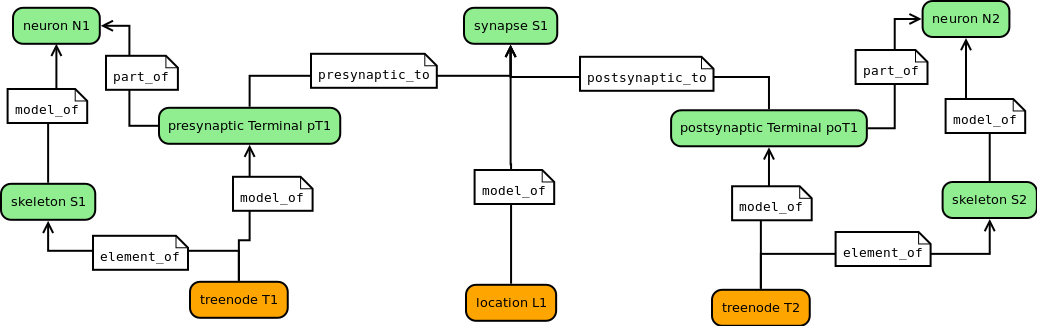 neuron N1
synapse S1
neuron N2
part_of
presynaptic_to
postsynaptic_to
part_of
model_of
model_of
presynaptic Terminal pT1
postsynaptic Terminal poT1
model_of
model_of
model_of
skeleton S1
skeleton S2
element_of
element_of
treenode T1
location L1
treenode T2